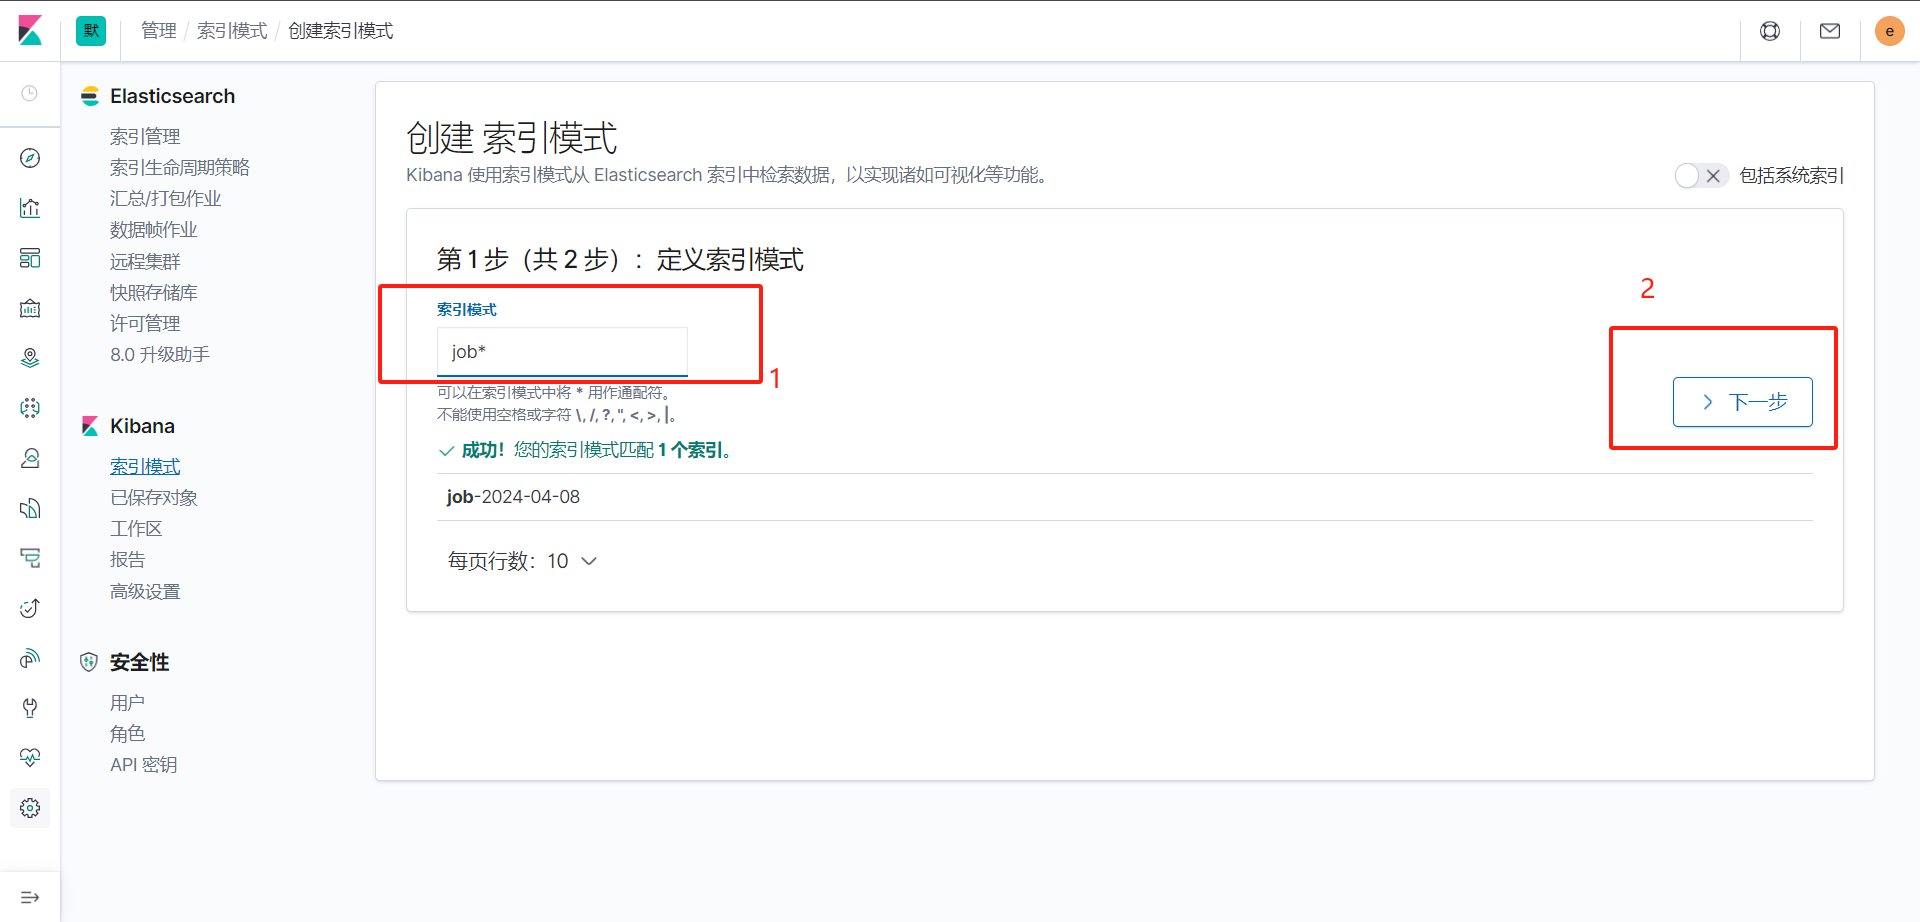 默 管理 / 索引模式 / 创建索引模式 e
Elasticsearch
索引管理
索引生命周期策略
汇总/打包作业
数据帧作业
远程集群
快照存储库
许可管理
8.0 升级助手
Kibana
索引模式
已保存对象
工作区
报告
高级设置
安全性
用户
角色
API 密钥
创建 索引模式
Kibana 使用索引模式从 Elasticsearch 索引中检索数据，以实现诸如可视化等功能。
包括系统索引
第 1 步（共 2 步）：定义索引模式
索引模式
job*
1
可以在索引模式中将 * 用作通配符。
不能使用空格或字符 \, /, ?, ", <, >, |。
2
下一步
成功！您的索引模式匹配 1 个索引。
job-2024-04-08
每页行数：10